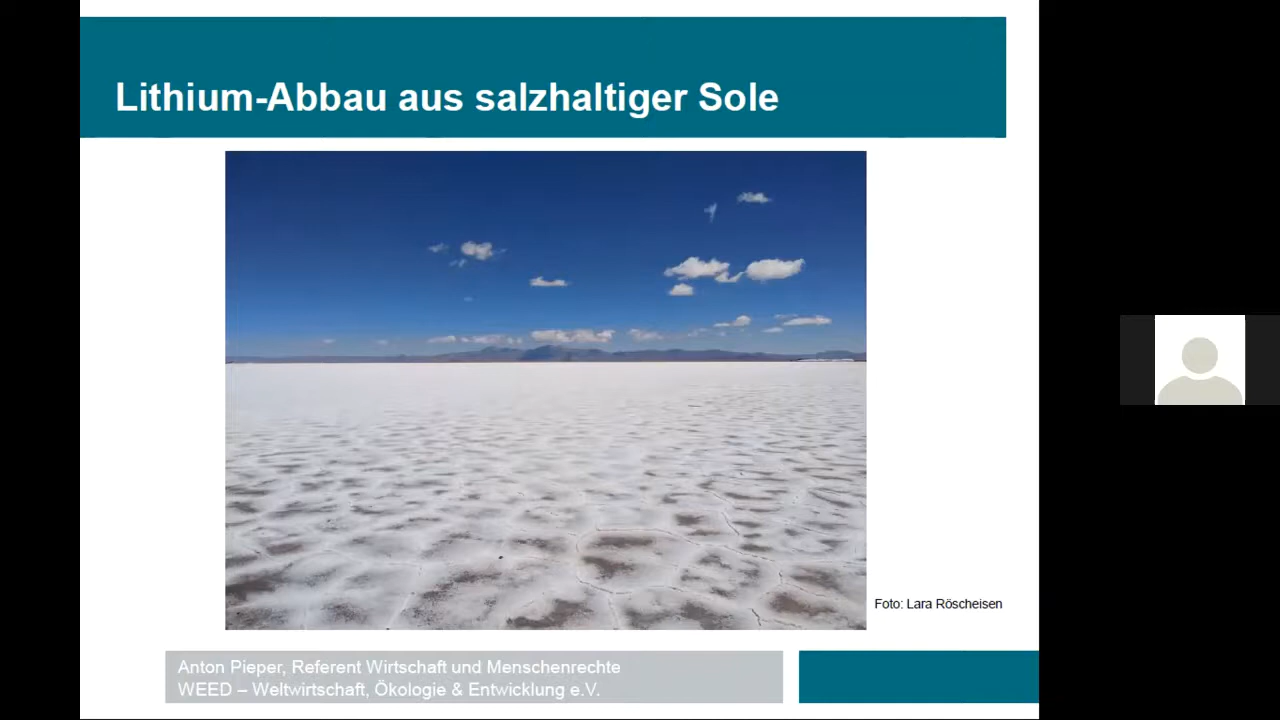 Lithium-Abbau aus salzhaltiger Sole
Foto: Lara Röscheisen
Anton Pieper, Referent Wirtschaft und Menschenrechte
WEED – Weltwirtschaft, Ökologie & Entwicklung e.V.